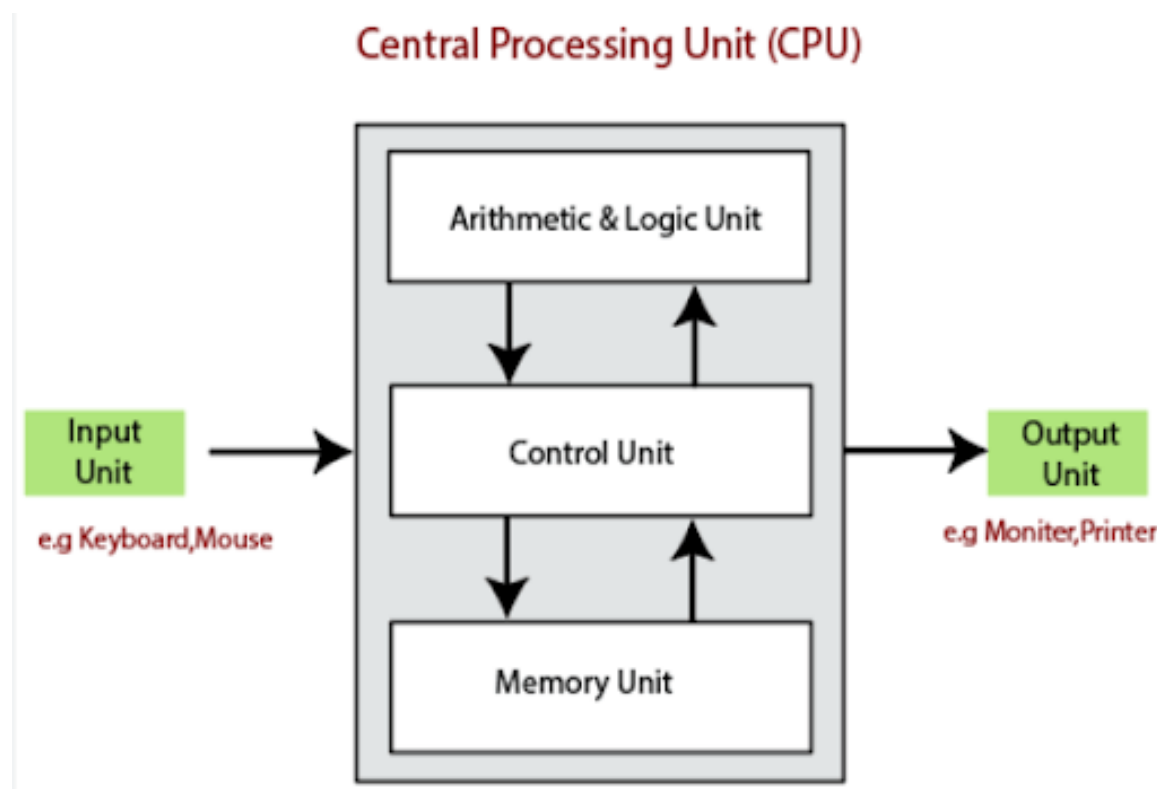 Central Processing Unit (CPU)
Arithmetic & Logic Unit
Input
Unit
e.g Keyboard,Mouse
Control Unit
Output
Unit
e.g Moniter,Printer
Memory Unit